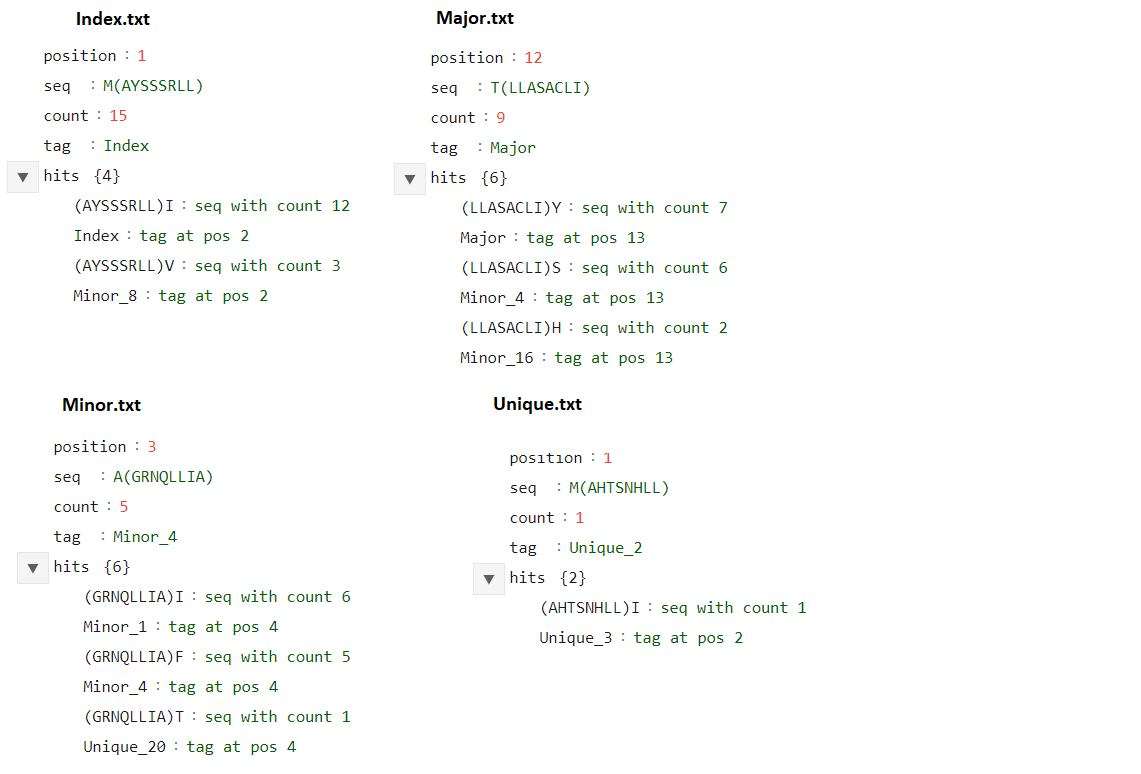 Index.txt
position : 1
seq : M(AYSSSRLL)
count : 15
tag : Index
hits {4}
(AYSSSRLL)I : seq with count 12
Index : tag at pos 2
(AYSSSRLL)V : seq with count 3
Minor_8 : tag at pos 2
Major.txt
position : 12
seq : T(LLASACLI)
count : 9
tag : Major
hits {6}
(LLASACLI)Y : seq with count 7
Major : tag at pos 13
(LLASACLI)S : seq with count 6
Minor_4 : tag at pos 13
(LLASACLI)H : seq with count 2
Minor_16 : tag at pos 13
Minor.txt
position : 3
seq : A(GRNQLLIA)
count : 5
tag : Minor_4
hits {6}
(GRNQLLIA)I : seq with count 6
Minor_1 : tag at pos 4
(GRNQLLIA)F : seq with count 5
Minor_4 : tag at pos 4
(GRNQLLIA)T : seq with count 1
Unique_20 : tag at pos 4
Unique.txt
position : 1
seq : M(AHTSNHLL)
count : 1
tag : Unique_2
hits {2}
(AHTSNHLL)I : seq with count 1
Unique_3 : tag at pos 2